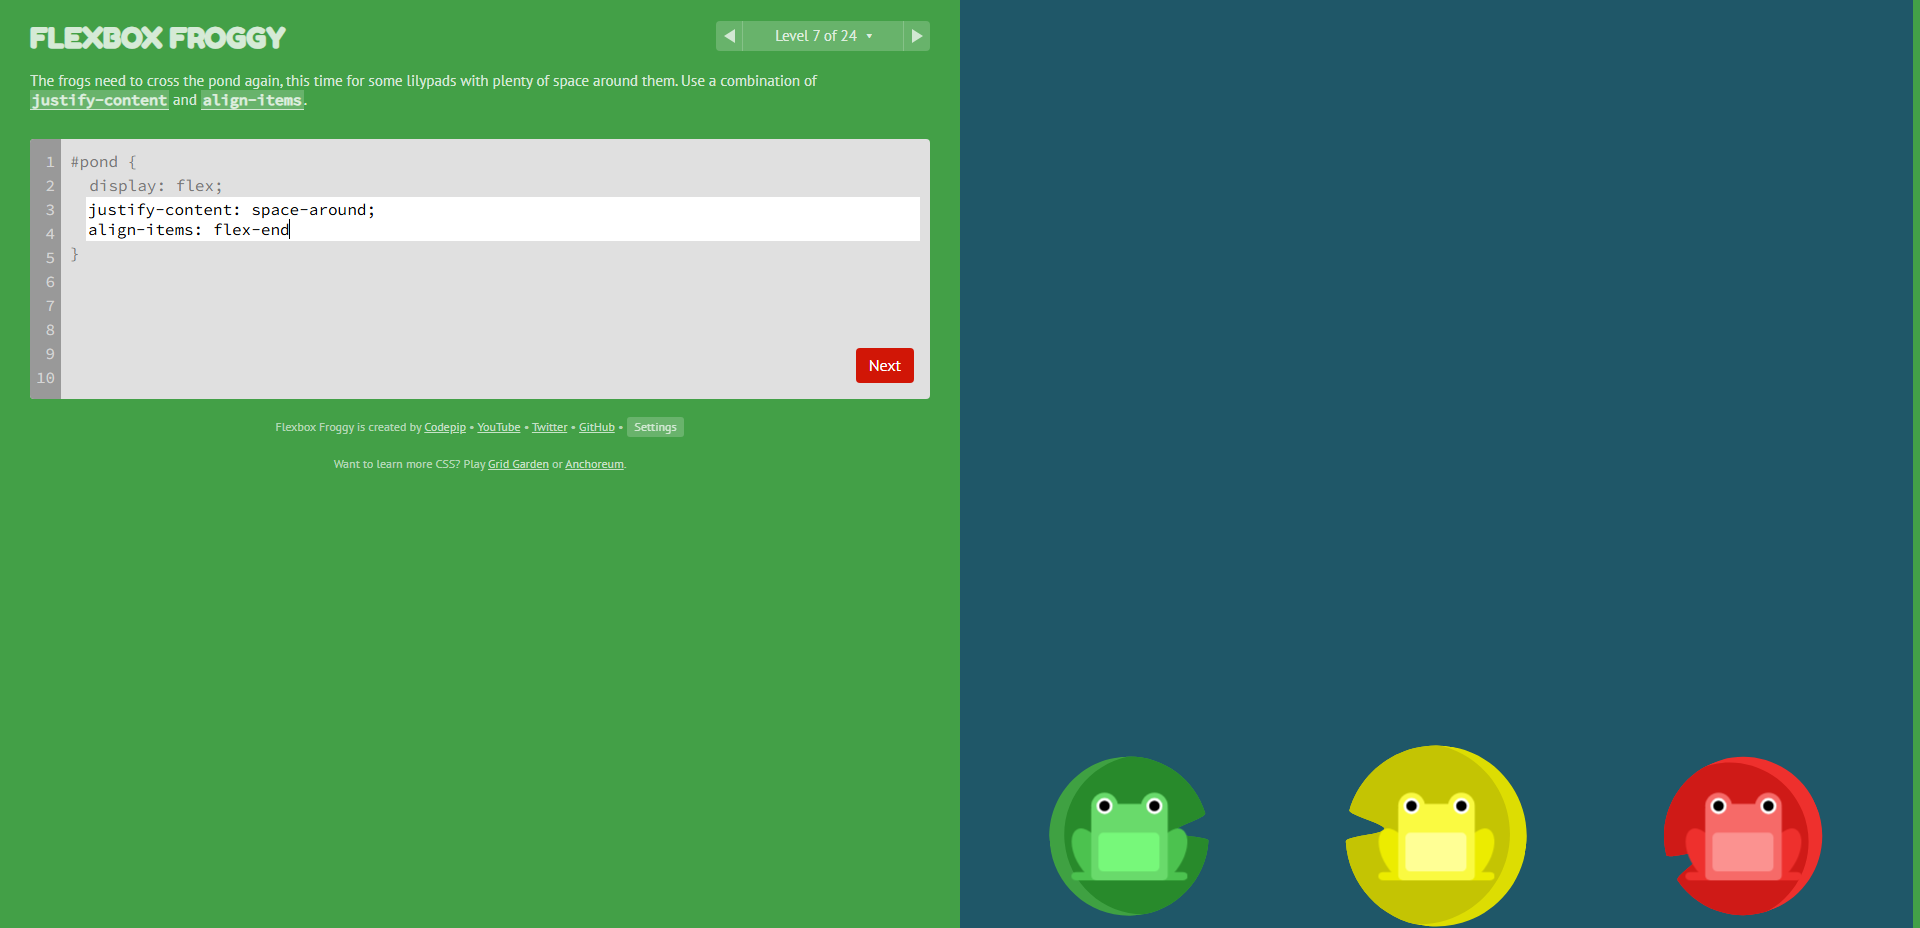 FLEXBOX FROGGY
◀ Level 7 of 24 ▾ ▶
The frogs need to cross the pond again, this time for some lilypads with plenty of space around them. Use a combination of
justify-content and align-items.
1 #pond {
2 display: flex;
3 justify-content: space-around;
4 align-items: flex-end
5 }
6
7
8
9
10
Next
Flexbox Froggy is created by Codepip • YouTube • Twitter • GitHub • Settings
Want to learn more CSS? Play Grid Garden or Anchoreum.